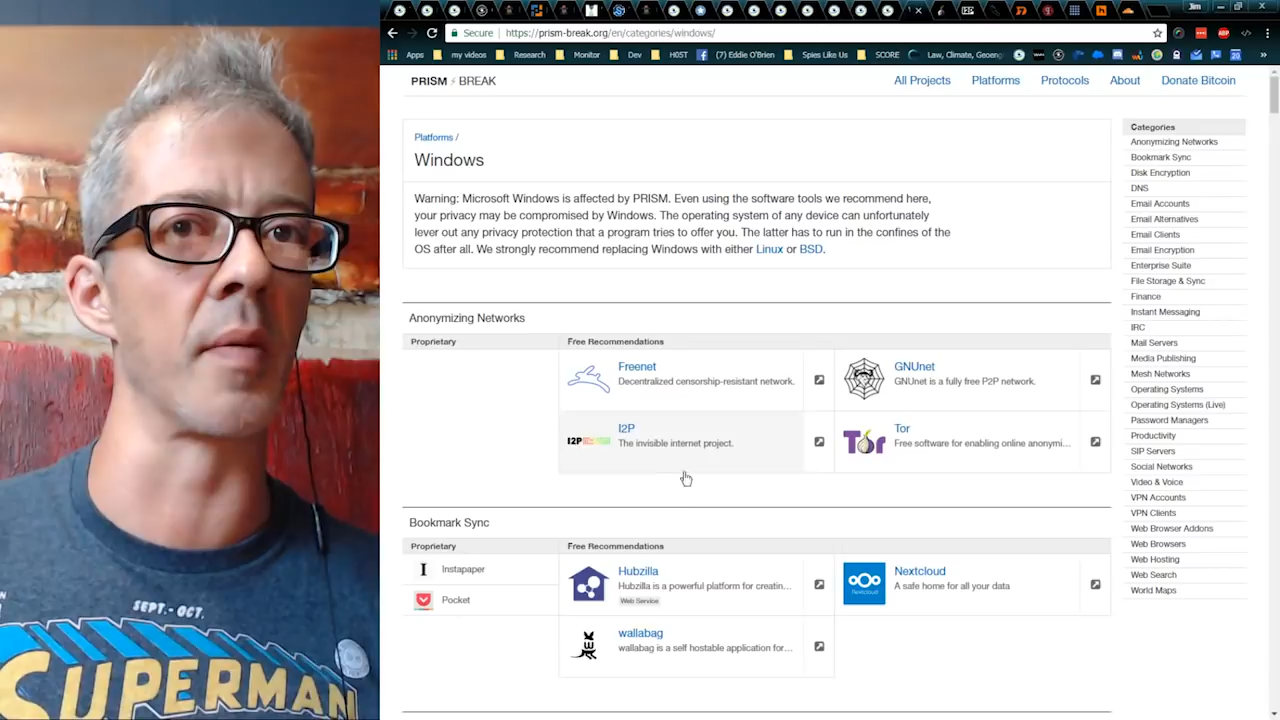 Jim
Secure
https://prism-break.org/en/categories/windows/
Apps
my videos
Research
Monitor
Dev
H0ST
(7) Eddie O'Brien
Spies Like Us
SCORE
Law, Climate, Geoeng
PRISM ⚡ BREAK
All Projects
Platforms
Protocols
About
Donate Bitcoin
Platforms /
Windows
Warning: Microsoft Windows is affected by PRISM. Even using the software tools we recommend here,
your privacy may be compromised by Windows. The operating system of any device can unfortunately
lever out any privacy protection that a program tries to offer you. The latter has to run in the confines of the
OS after all. We strongly recommend replacing Windows with either Linux or BSD.
Anonymizing Networks
Proprietary
Free Recommendations
Freenet
Decentralized censorship-resistant network.
GNUnet
GNUnet is a fully free P2P network.
I2P
I2P
The invisible internet project.
Tor
Tor
Free software for enabling online anonymi...
Bookmark Sync
Proprietary
Free Recommendations
Instapaper
Pocket
Hubzilla
Hubzilla is a powerful platform for creatin...
Web Service
Nextcloud
Nextcloud
A safe home for all your data
wallabag
wallabag is a self hostable application for...
Categories
Anonymizing Networks
Bookmark Sync
Disk Encryption
DNS
Email Accounts
Email Alternatives
Email Clients
Email Encryption
Enterprise Suite
File Storage & Sync
Finance
Instant Messaging
IRC
Mail Servers
Media Publishing
Mesh Networks
Operating Systems
Operating Systems (Live)
Password Managers
Productivity
SIP Servers
Social Networks
Video & Voice
VPN Accounts
VPN Clients
Web Browser Addons
Web Browsers
Web Hosting
Web Search
World Maps
SEPT.-OCT.
SUPERMAN